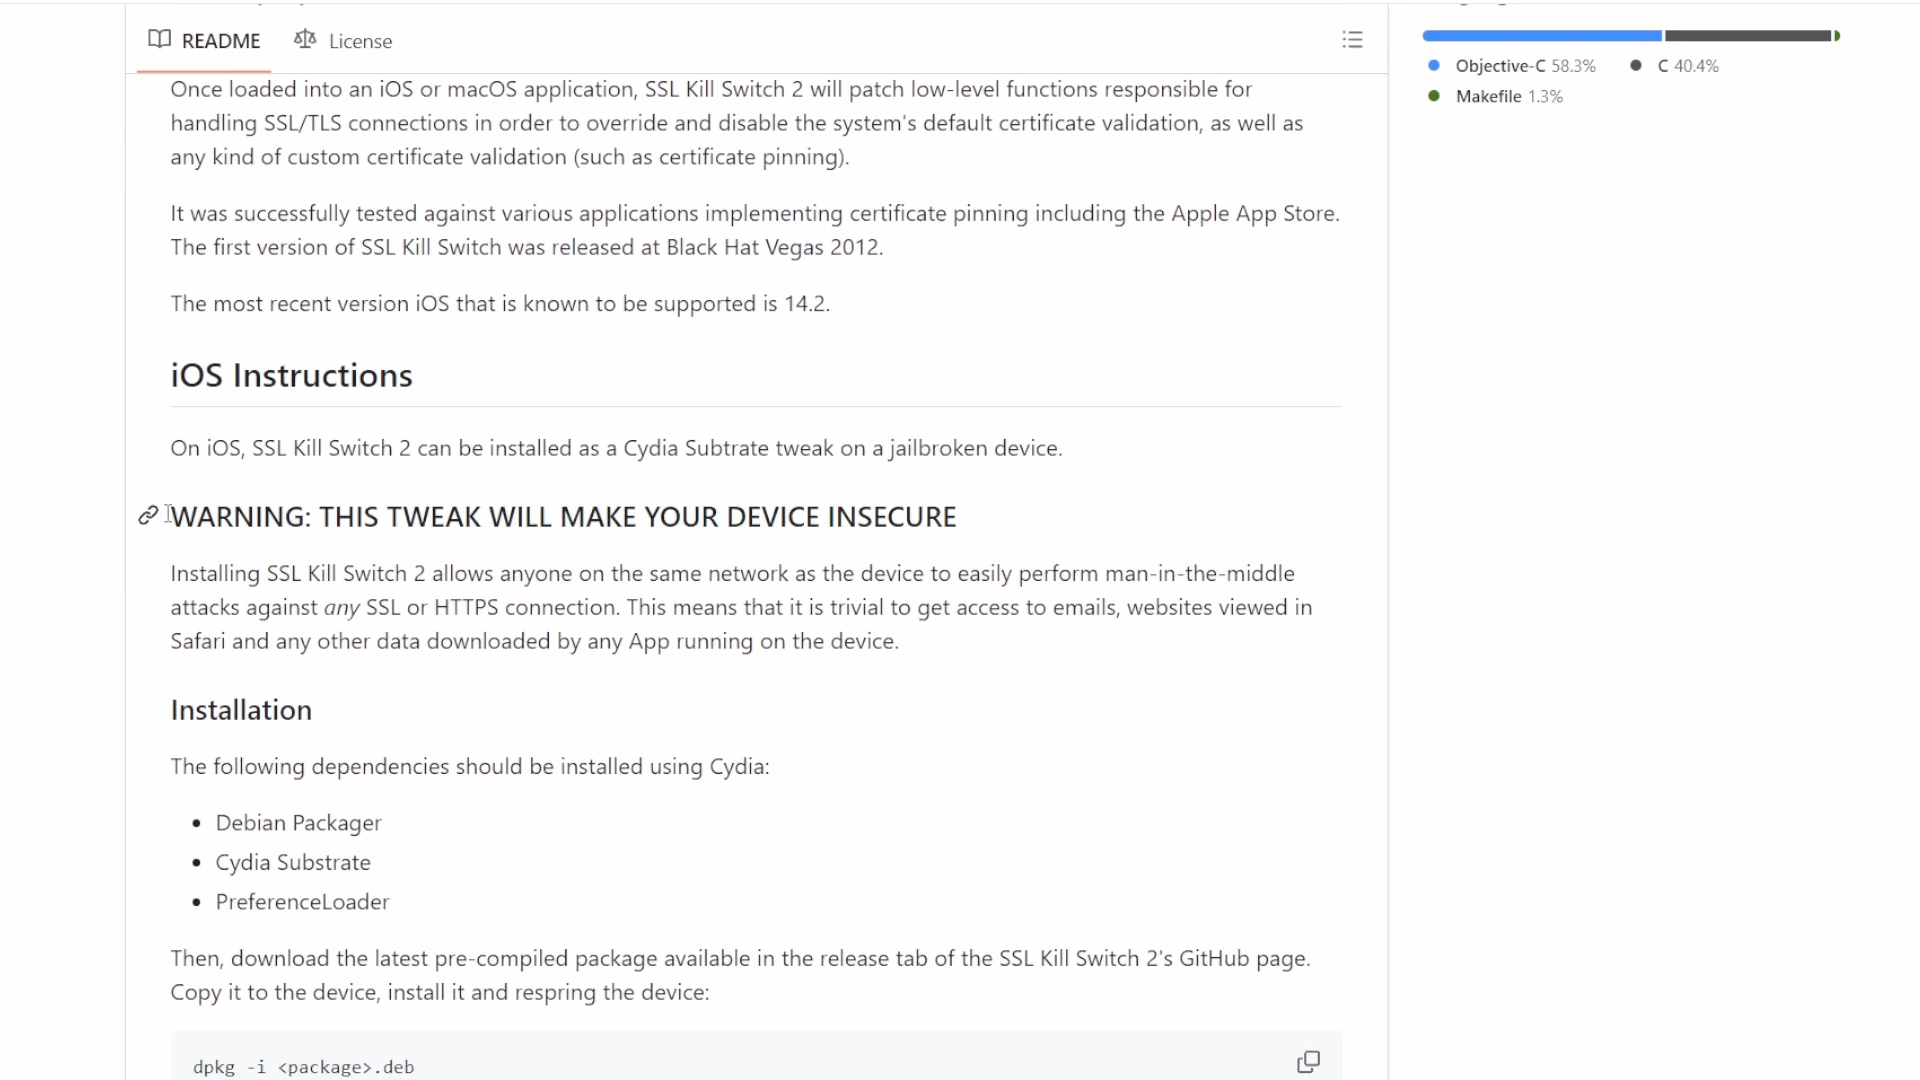 README
License
Once loaded into an iOS or macOS application, SSL Kill Switch 2 will patch low-level functions responsible for
handling SSL/TLS connections in order to override and disable the system's default certificate validation, as well as
any kind of custom certificate validation (such as certificate pinning).
It was successfully tested against various applications implementing certificate pinning including the Apple App Store.
The first version of SSL Kill Switch was released at Black Hat Vegas 2012.
The most recent version iOS that is known to be supported is 14.2.
iOS Instructions
On iOS, SSL Kill Switch 2 can be installed as a Cydia Subtrate tweak on a jailbroken device.
WARNING: THIS TWEAK WILL MAKE YOUR DEVICE INSECURE
Installing SSL Kill Switch 2 allows anyone on the same network as the device to easily perform man-in-the-middle
attacks against any SSL or HTTPS connection. This means that it is trivial to get access to emails, websites viewed in
Safari and any other data downloaded by any App running on the device.
Installation
The following dependencies should be installed using Cydia:
• Debian Packager
• Cydia Substrate
• PreferenceLoader
Then, download the latest pre-compiled package available in the release tab of the SSL Kill Switch 2's GitHub page.
Copy it to the device, install it and respring the device:
dpkg -i <package>.deb
Objective-C 58.3%
C 40.4%
Makefile 1.3%